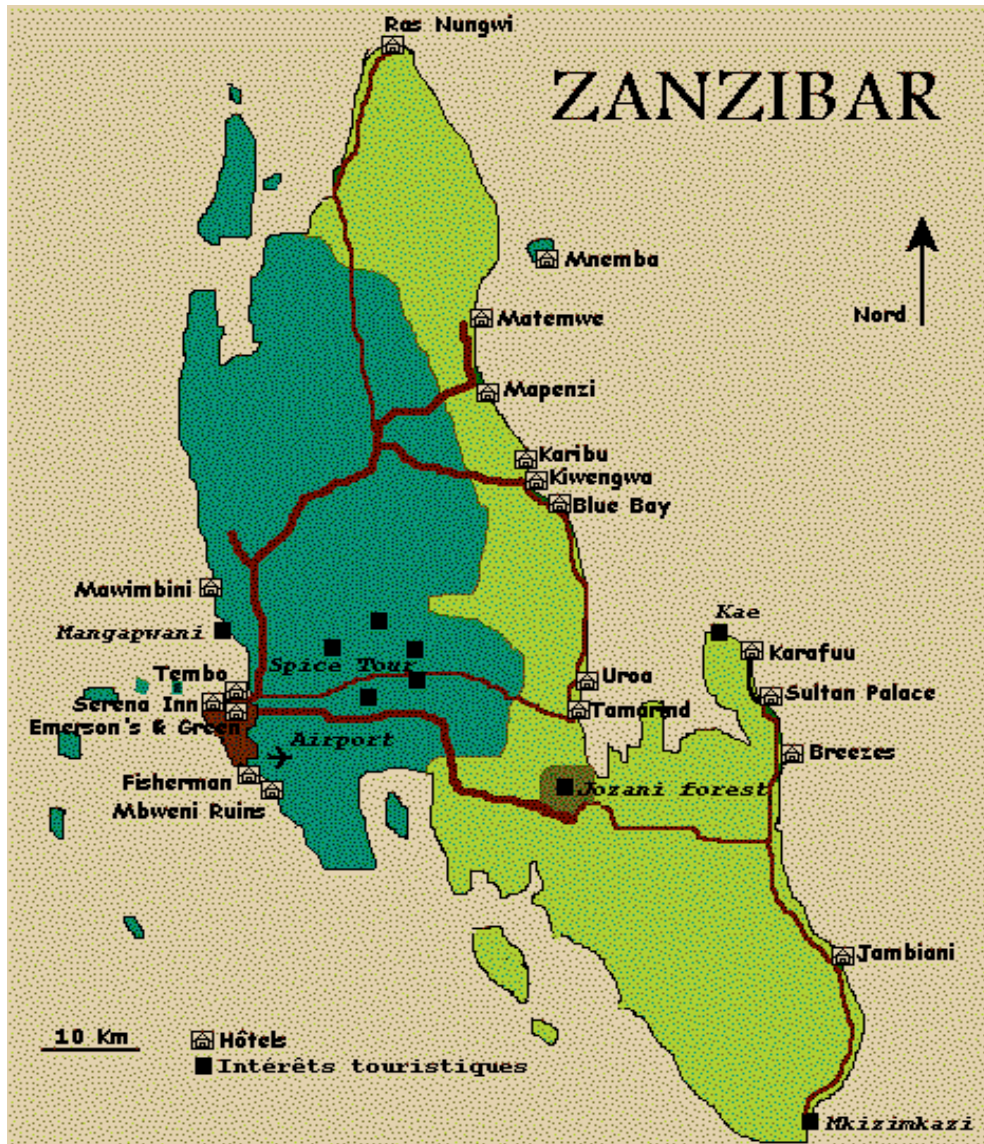 Ras Nungwi
ZANZIBAR
Mnemba
Nord
Matemwe
Mapenzi
Karibu
Kiwengwa
Blue Bay
Mawimbini
Mangapwani
Kae
Karafuu
Spice Tour
Tembo
Uroa
Sultan Palace
Serena Inn
Tamarind
Emerson's & Green
Airport
Breezes
Fisherman
Jozani forest
Mbweni Ruins
Jambiani
10 Km
Hôtels
Intérêts touristiques
Mkizimkazi